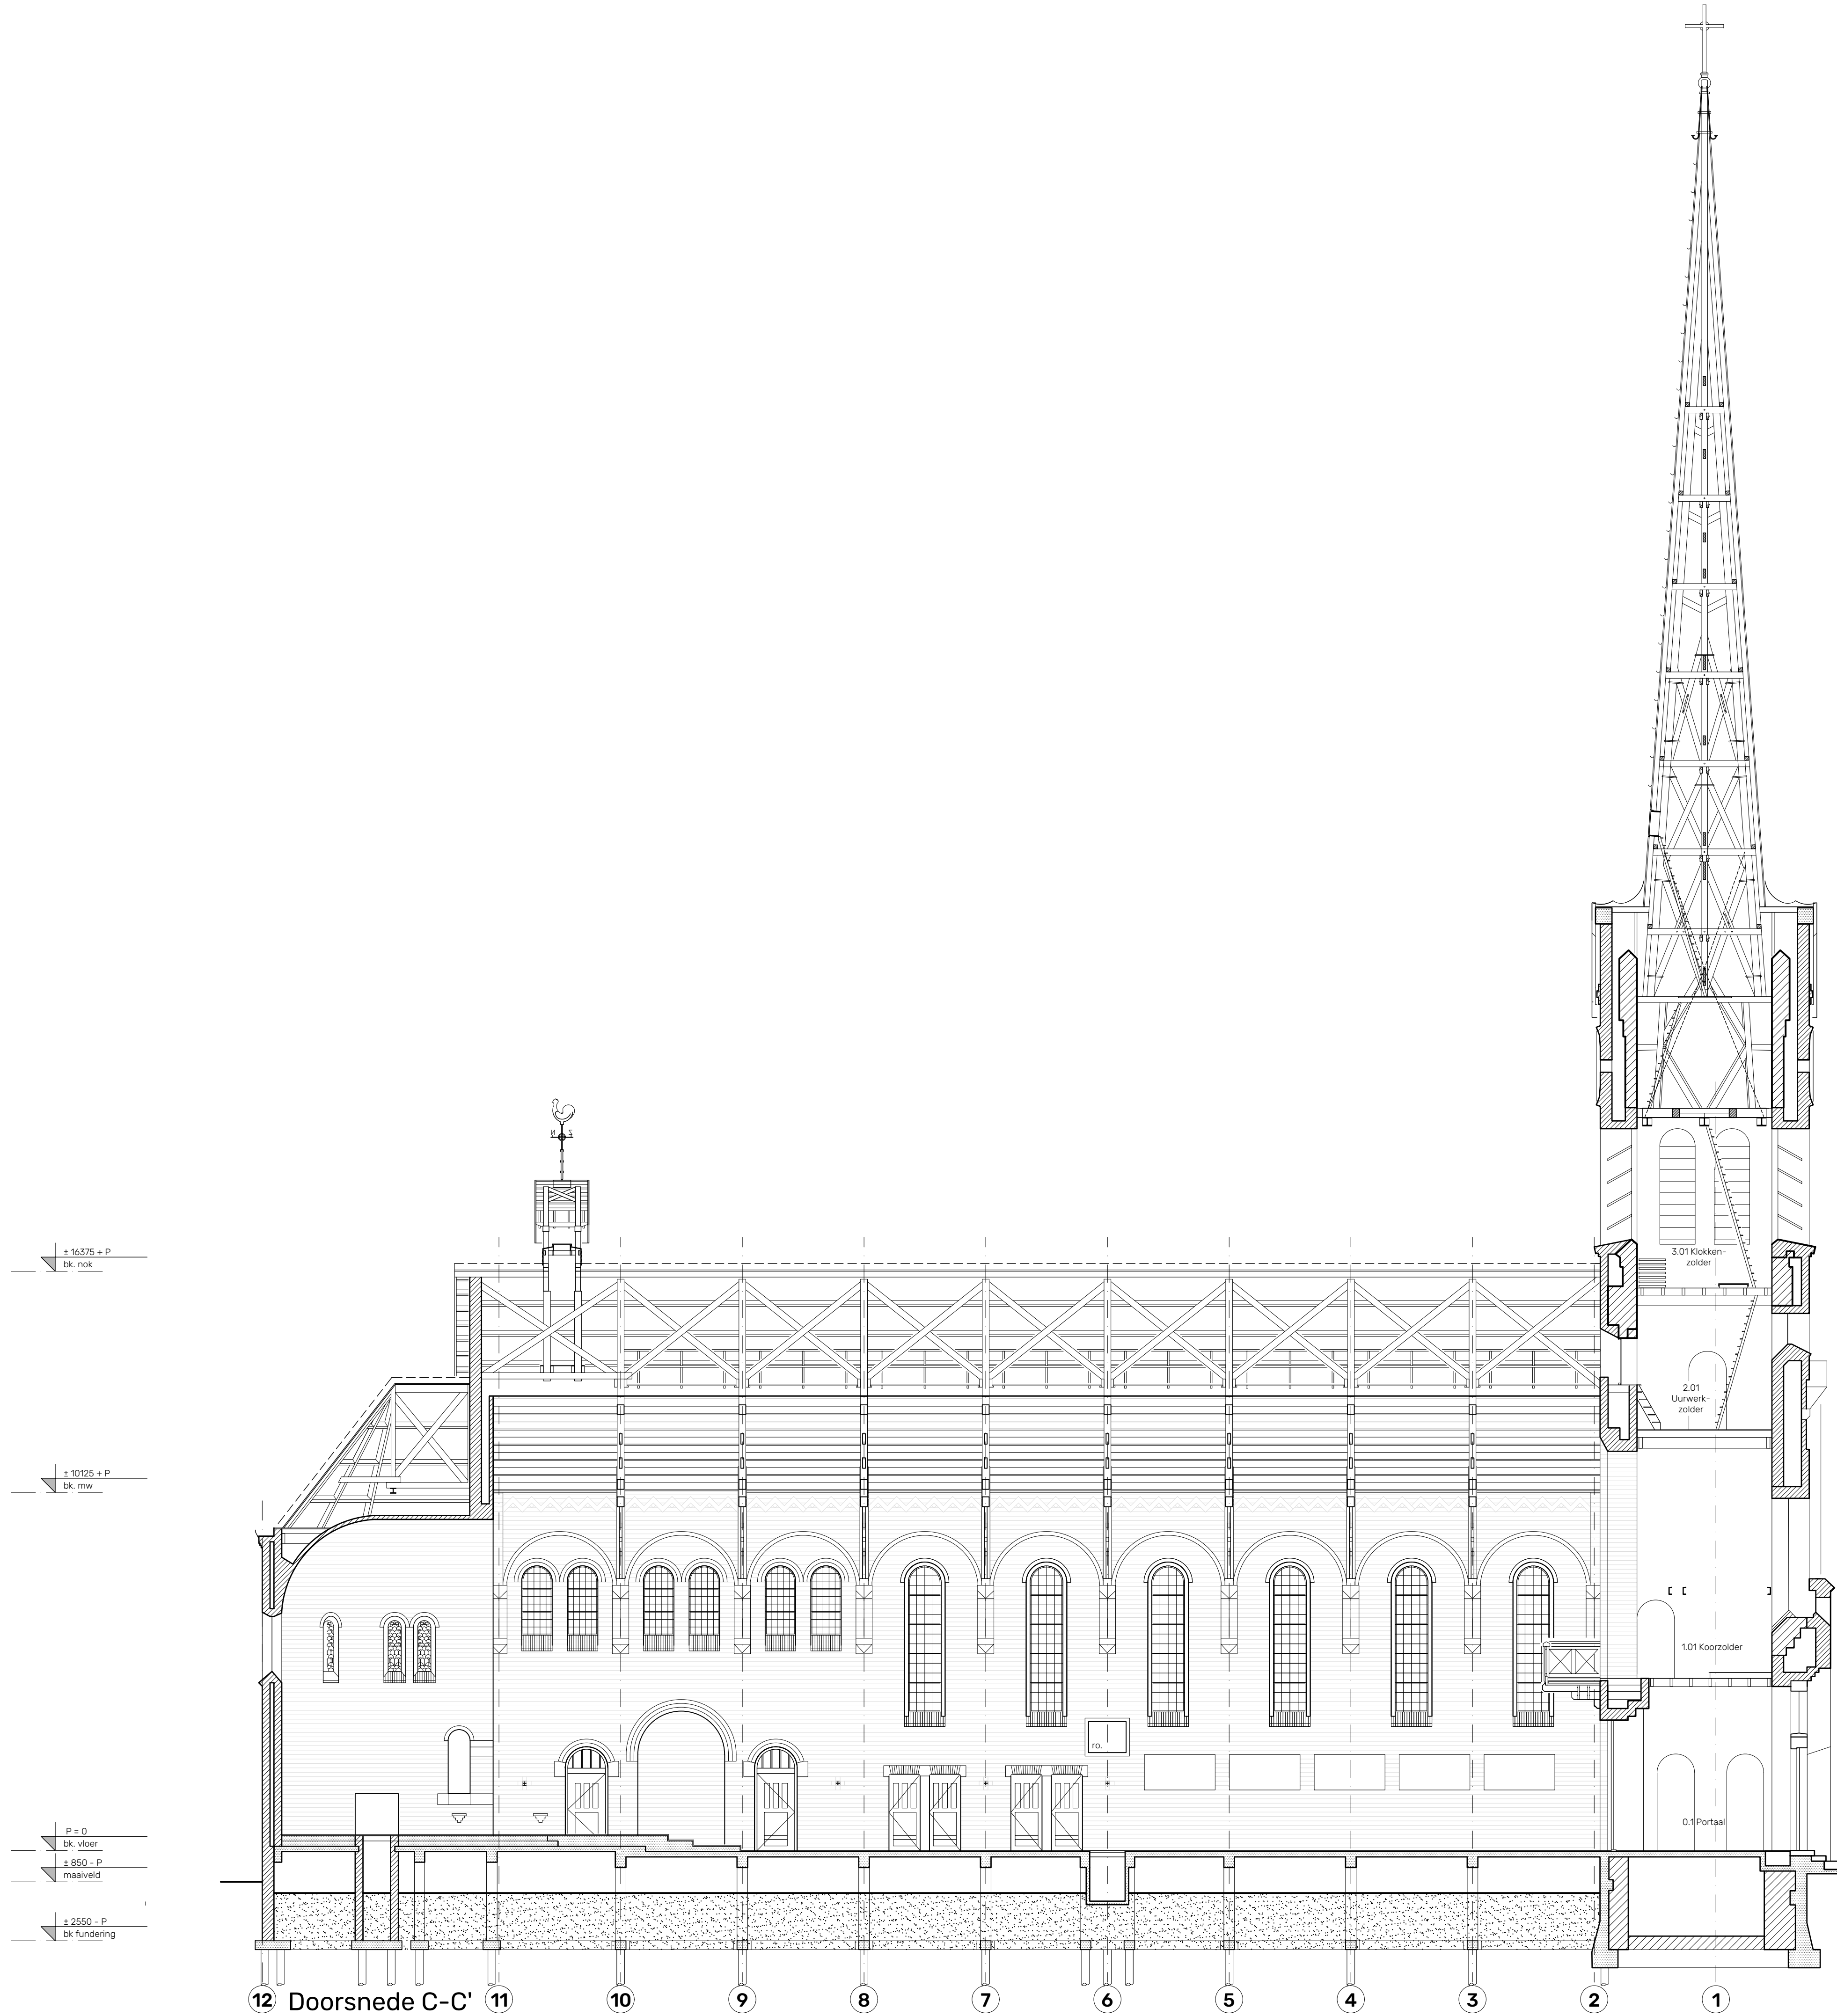 N Z
± 16375 + P
bk. nok
3.01 Klokken-
zolder
2.01
Uurwerk-
zolder
± 10125 + P
bk. mw
1.01 Koorzolder
ro.
0.1 Portaal
P = 0
bk. vloer
± 850 - P
maaiveld
± 2550 - P
bk fundering
12 Doorsnede C-C' 11 10 9 8 7 6 5 4 3 2 1